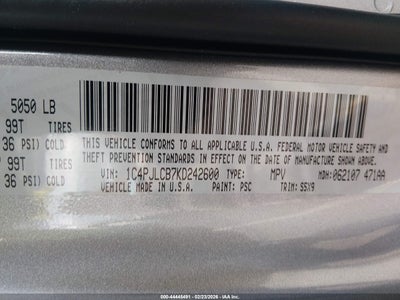 5050 LB
99T TIRES
36 PSI) COLD
99T TIRES
36 PSI) COLD
THIS VEHICLE CONFORMS TO ALL APPLICABLE U.S.A. FEDERAL MOTOR VEHICLE SAFETY AND
THEFT PREVENTION STANDARDS IN EFFECT ON THE DATE OF MANUFACTURE SHOWN ABOVE.
VIN: 1C4PJLCB7KD242600 TYPE: MPV MDH: 062107 471AA
VEHICLE MADE IN U.S.A. PAINT: PSC TRIM: S5X9
000-44448491 - 02/23/2026 - IAA, Inc.